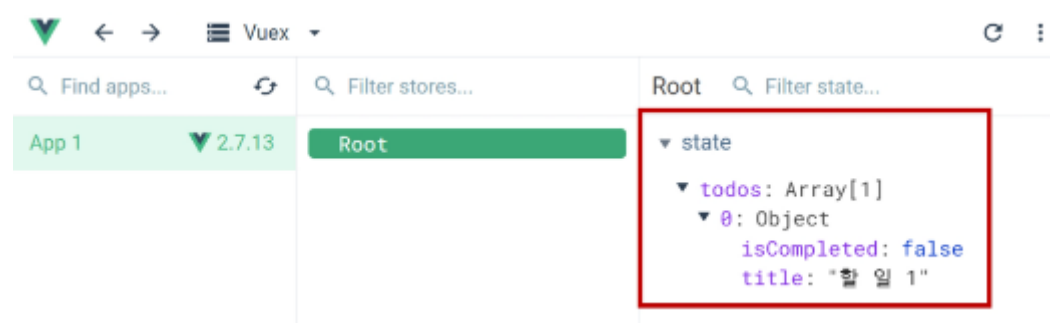 Vuex
Find apps...
Filter stores...
Root
Filter state...
App 1
2.7.13
Root
state
todos: Array[1]
0: Object
isCompleted: false
title: "할 일 1"